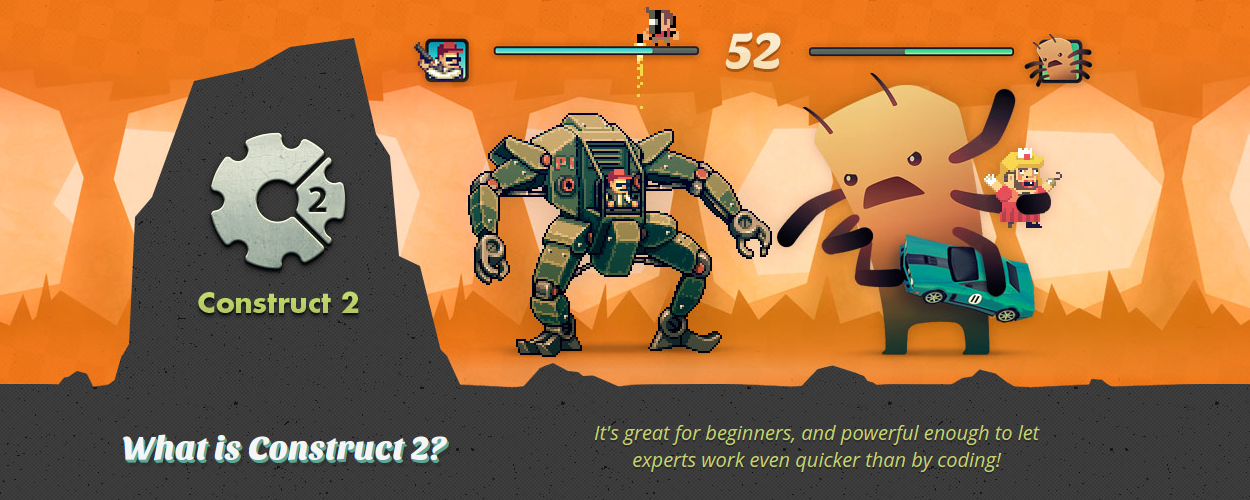 52
P1
2
Construct 2
What is Construct 2?
It's great for beginners, and powerful enough to let
experts work even quicker than by coding!